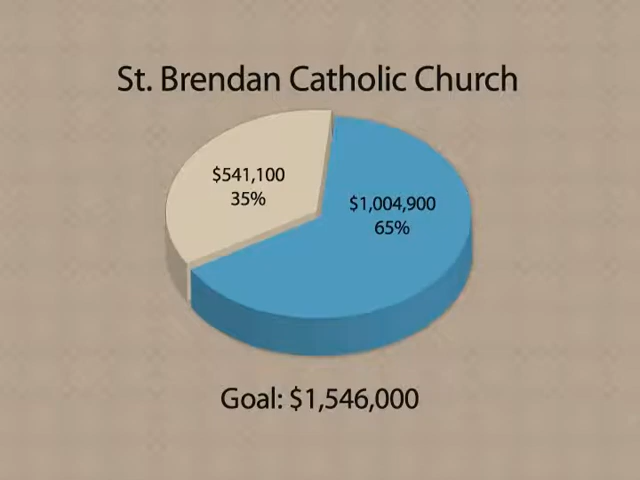 St. Brendan Catholic Church
$541,100
35%
$1,004,900
65%
Goal: $1,546,000